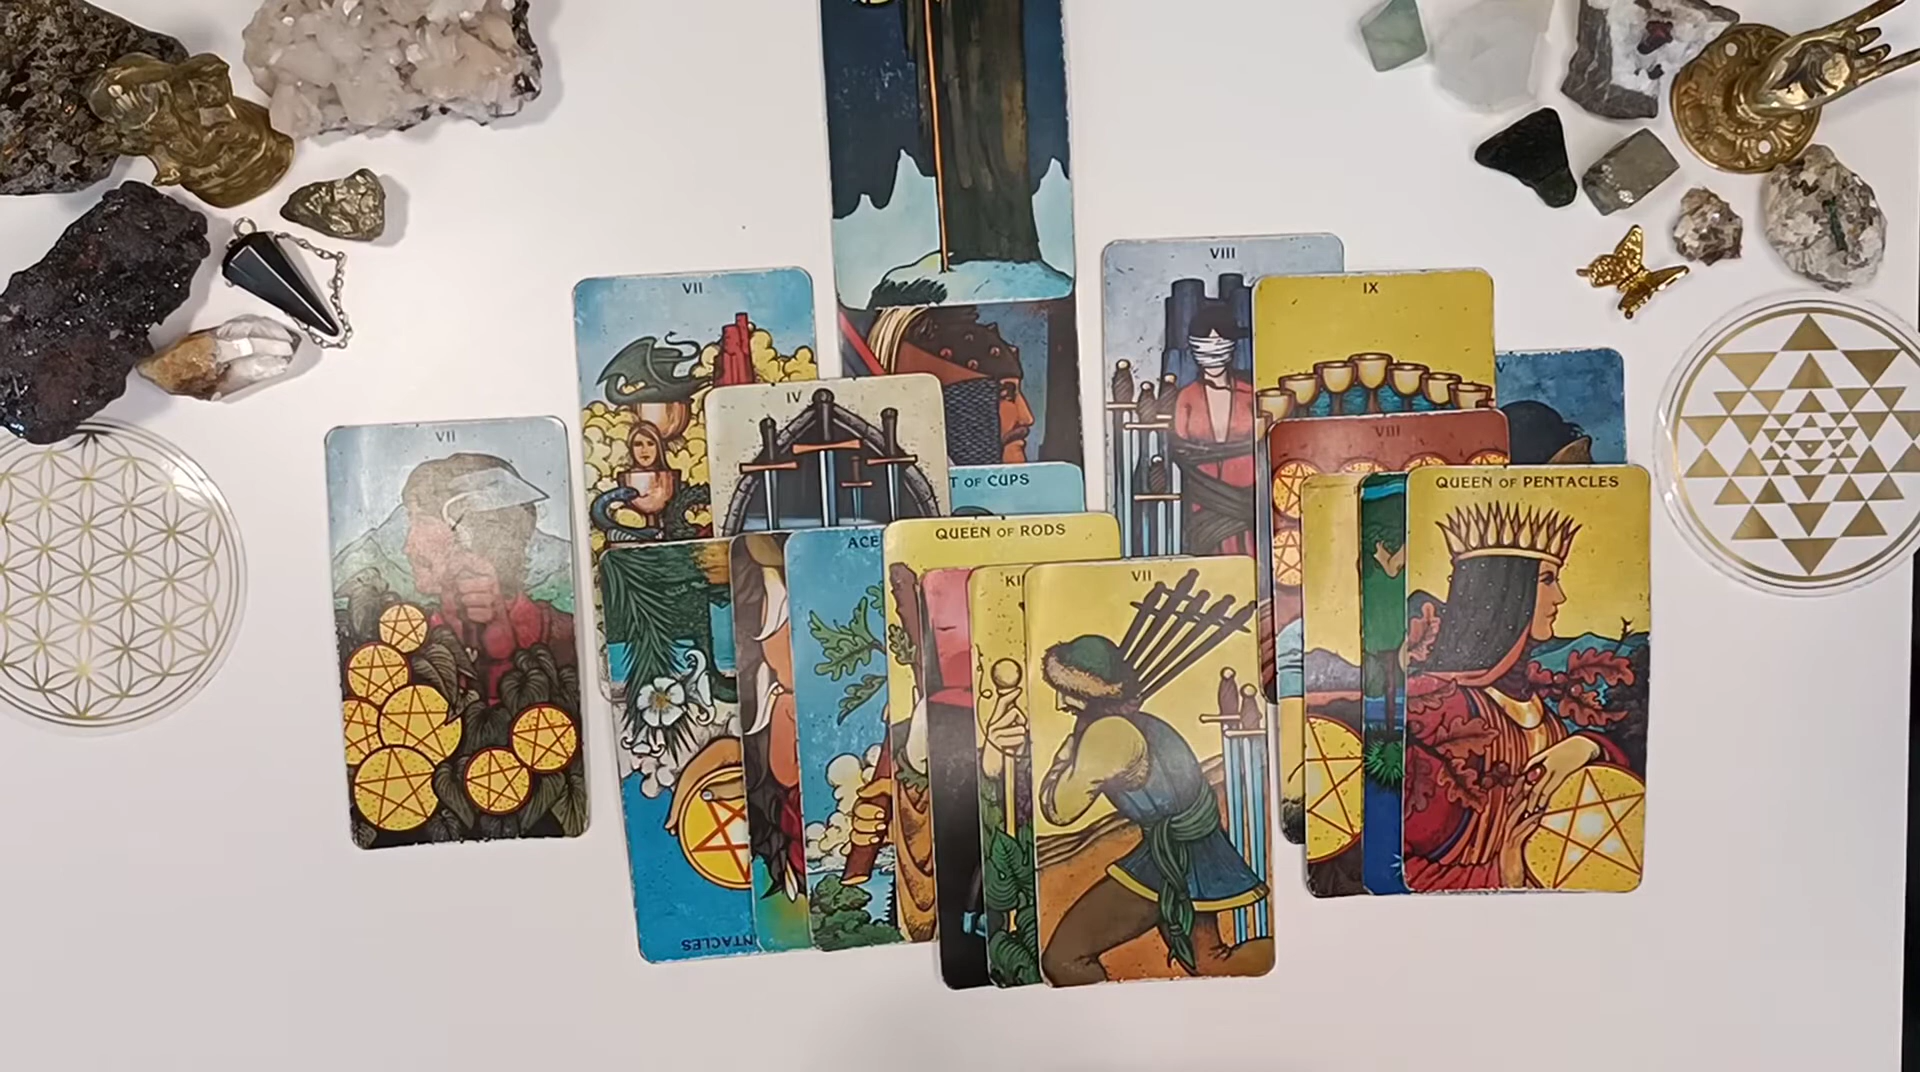 VII
VIII
IX
VII
IV
V
VIII
T OF CUPS
QUEEN OF PENTACLES
QUEEN OF RODS
ACE
KI
VII
NTACLES